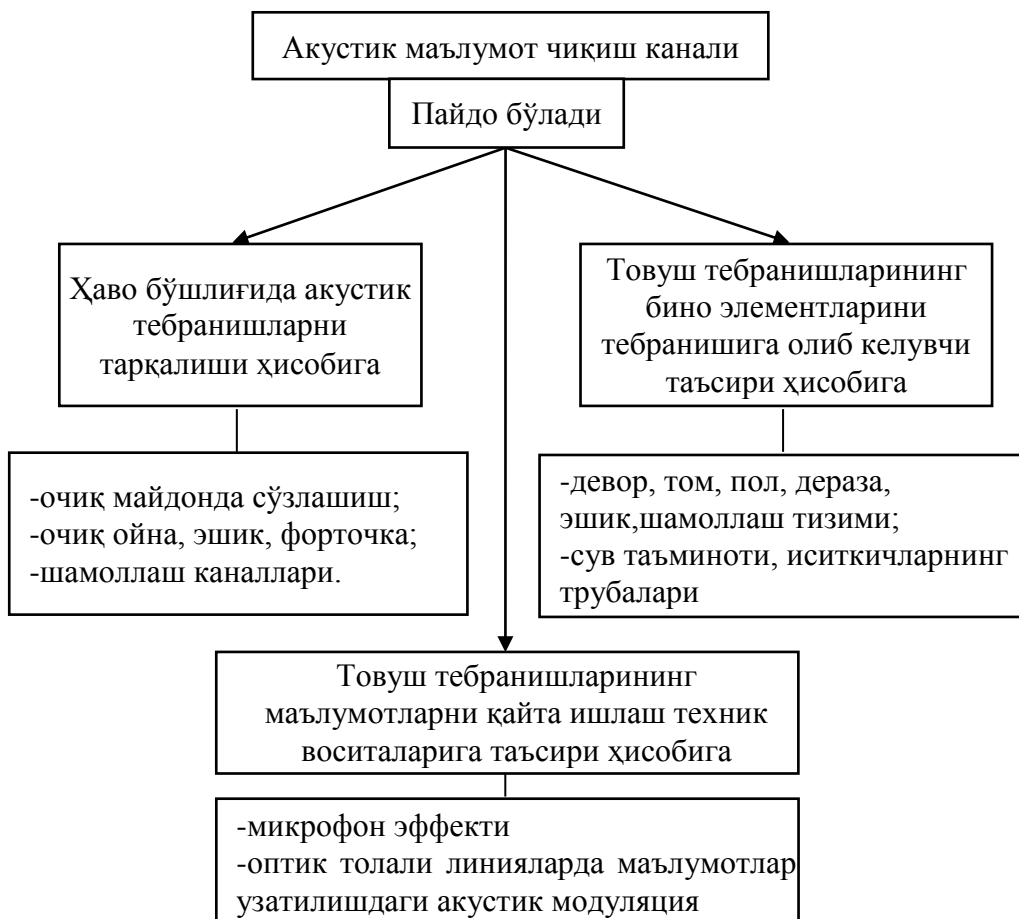 Акустик маълумот чиқиш канали
Пайдо бўлади
Ҳаво бўшлиғида акустик
тебранишларни
тарқалиши ҳисобига
Товуш тебранишларининг
бино элементларини
тебранишига олиб келувчи
таъсири ҳисобига
-очиқ майдонда сўзлашиш;
-очиқ ойна, эшик, форточка;
-шамоллаш каналлари.
-девор, том, пол, дераза,
эшик,шамоллаш тизими;
-сув таъминоти, иситкичларнинг
трубалари
Товуш тебранишларининг
маълумотларни қайта ишлаш техник
воситаларига таъсири ҳисобига
-микрофон эффекти
-оптик толали линияларда маълумотлар
узатилишдаги акустик модуляция